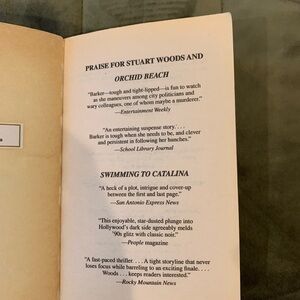 PRAISE FOR STUART WOODS AND
ORCHID BEACH
"Barker—tough and tight-lipped—is fun to watch
as she maneuvers among city politicians and
wary colleagues, one of whom maybe a murderer."
—Entertainment Weekly
"An entertaining suspense story. . . .
Barker is tough when she needs to be, and clever
and persistent in following her hunches."
—School Library Journal
SWIMMING TO CATALINA
"A heck of a plot, intrigue and cover-up
between the first and last page."
—San Antonio Express News
"This enjoyable, star-dusted plunge into
Hollywood's dark side agreeably melds
'90s glitz with classic noir."
—People magazine
"A fast-paced thriller . . . A tight storyline that never
loses focus while barreling to an exciting finale. . . .
Woods . . . keeps readers interested."
—Rocky Mountain News